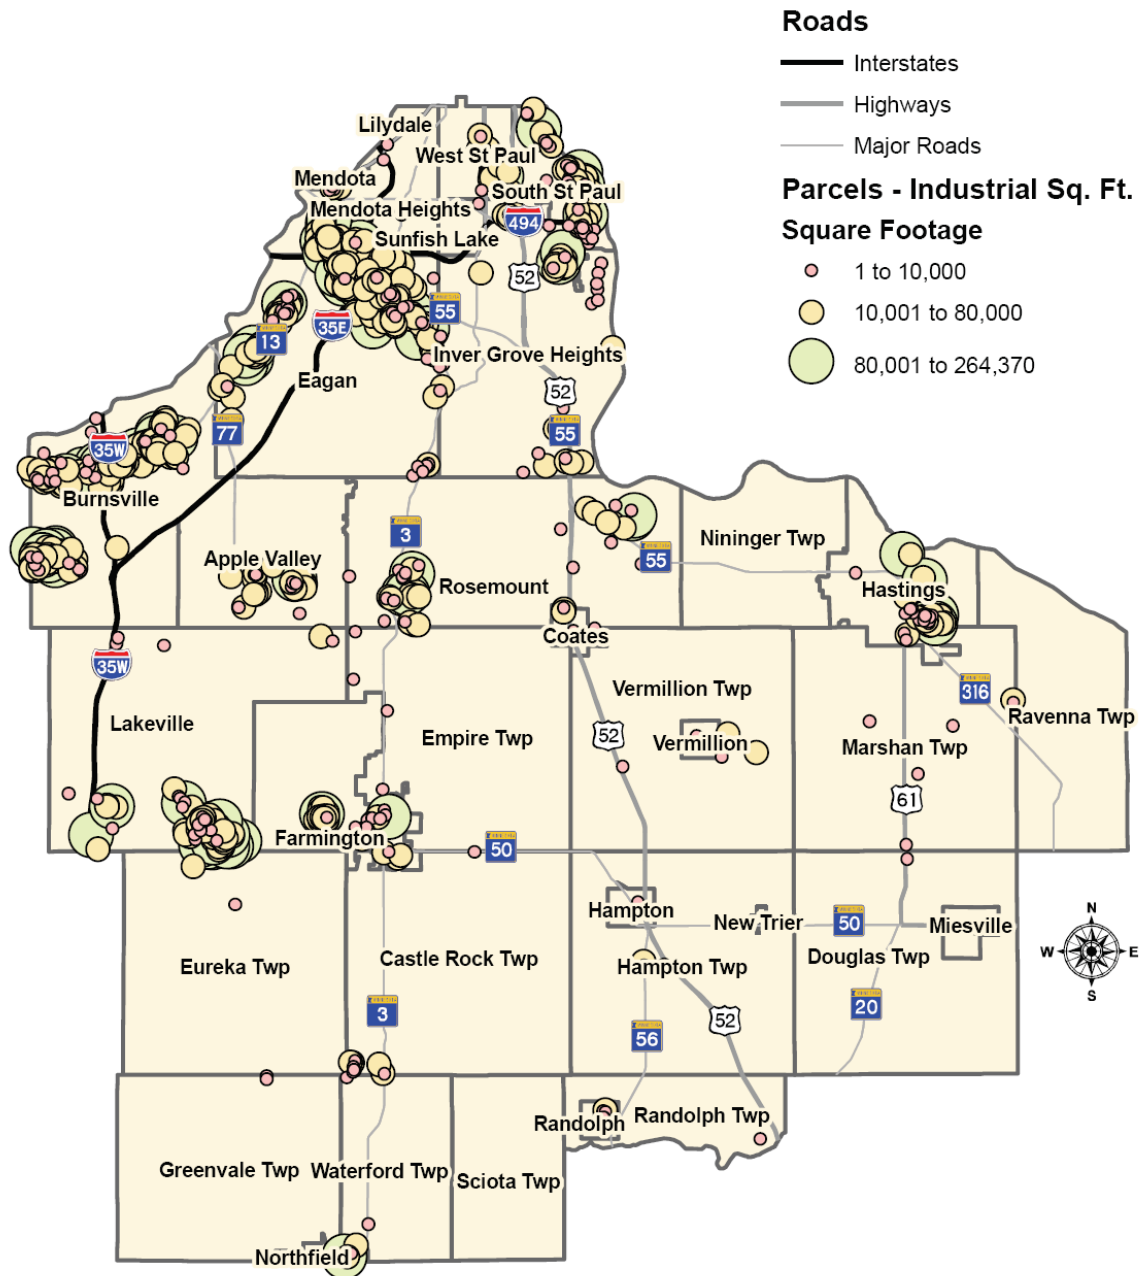 Roads
Interstates
Highways
Major Roads
Parcels - Industrial Sq. Ft.
Square Footage
1 to 10,000
10,001 to 80,000
80,001 to 264,370
Lilydale
West St Paul
Mendota
South St Paul
Mendota Heights
494
Sunfish Lake
52
55
35E
13
Inver Grove Heights
Eagan
52
77
55
35W
Burnsville
3
Nininger Twp
55
Apple Valley
Rosemount
Hastings
Coates
35W
Vermillion Twp
316
Lakeville
Ravenna Twp
Empire Twp
52
Vermillion
Marshan Twp
61
Farmington
50
Hampton
New Trier
50
Miesville
N
W
E
S
Eureka Twp
Castle Rock Twp
Hampton Twp
Douglas Twp
3
52
20
56
Randolph
Randolph Twp
Greenvale Twp
Waterford Twp
Sciota Twp
Northfield